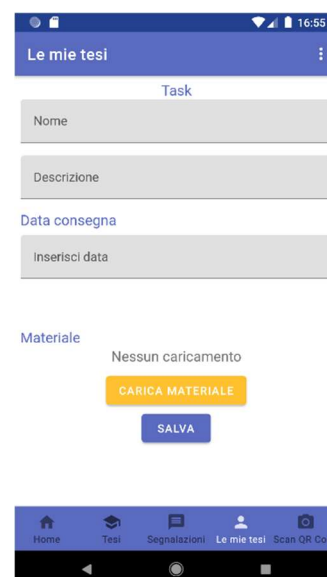 16:55
Le mie tesi
Task
Nome
Descrizione
Data consegna
Inserisci data
Materiale
Nessun caricamento
CARICA MATERIALE
SALVA
Home Tesi Segnalazioni Le mie tesi Scan QR Co